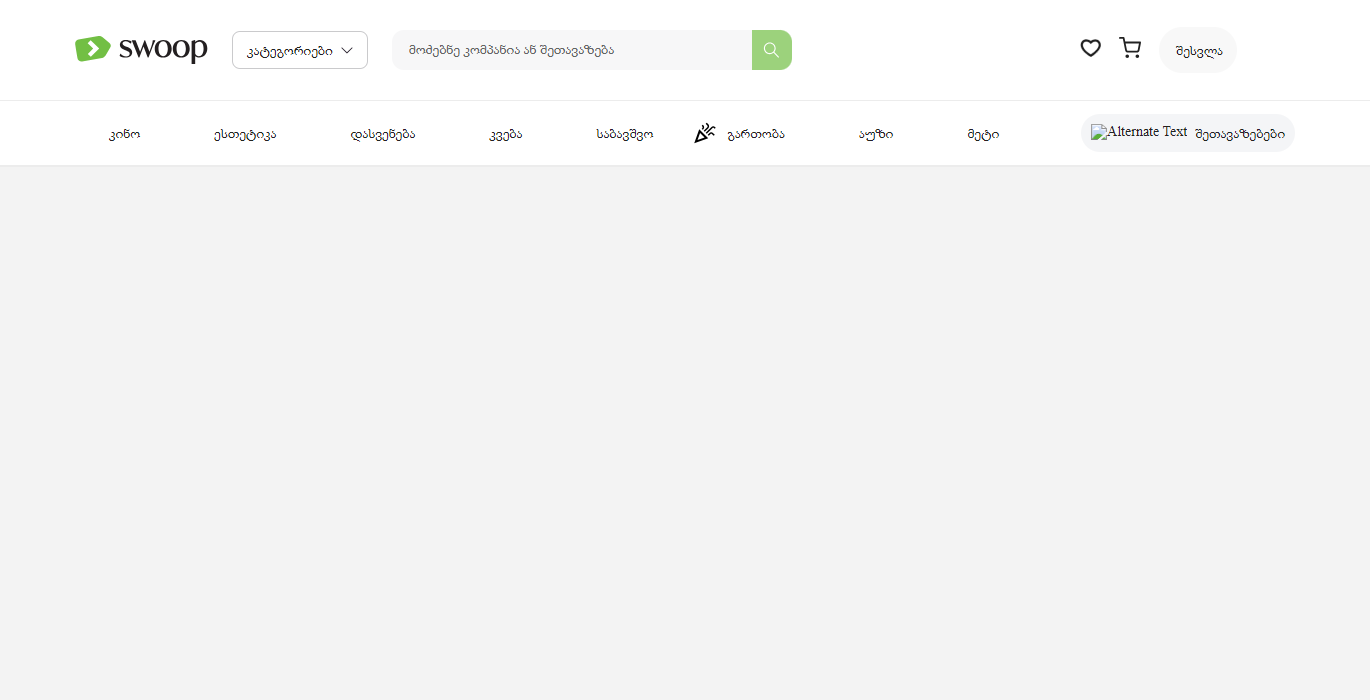 swoop
კატეგორიები
მოძებნე კომპანია ან შეთავაზება
შესვლა
კინო
ესთეტიკა
დასვენება
კვება
საბავშვო
გართობა
აუზი
მეტი
Alternate Text შეთავაზებები